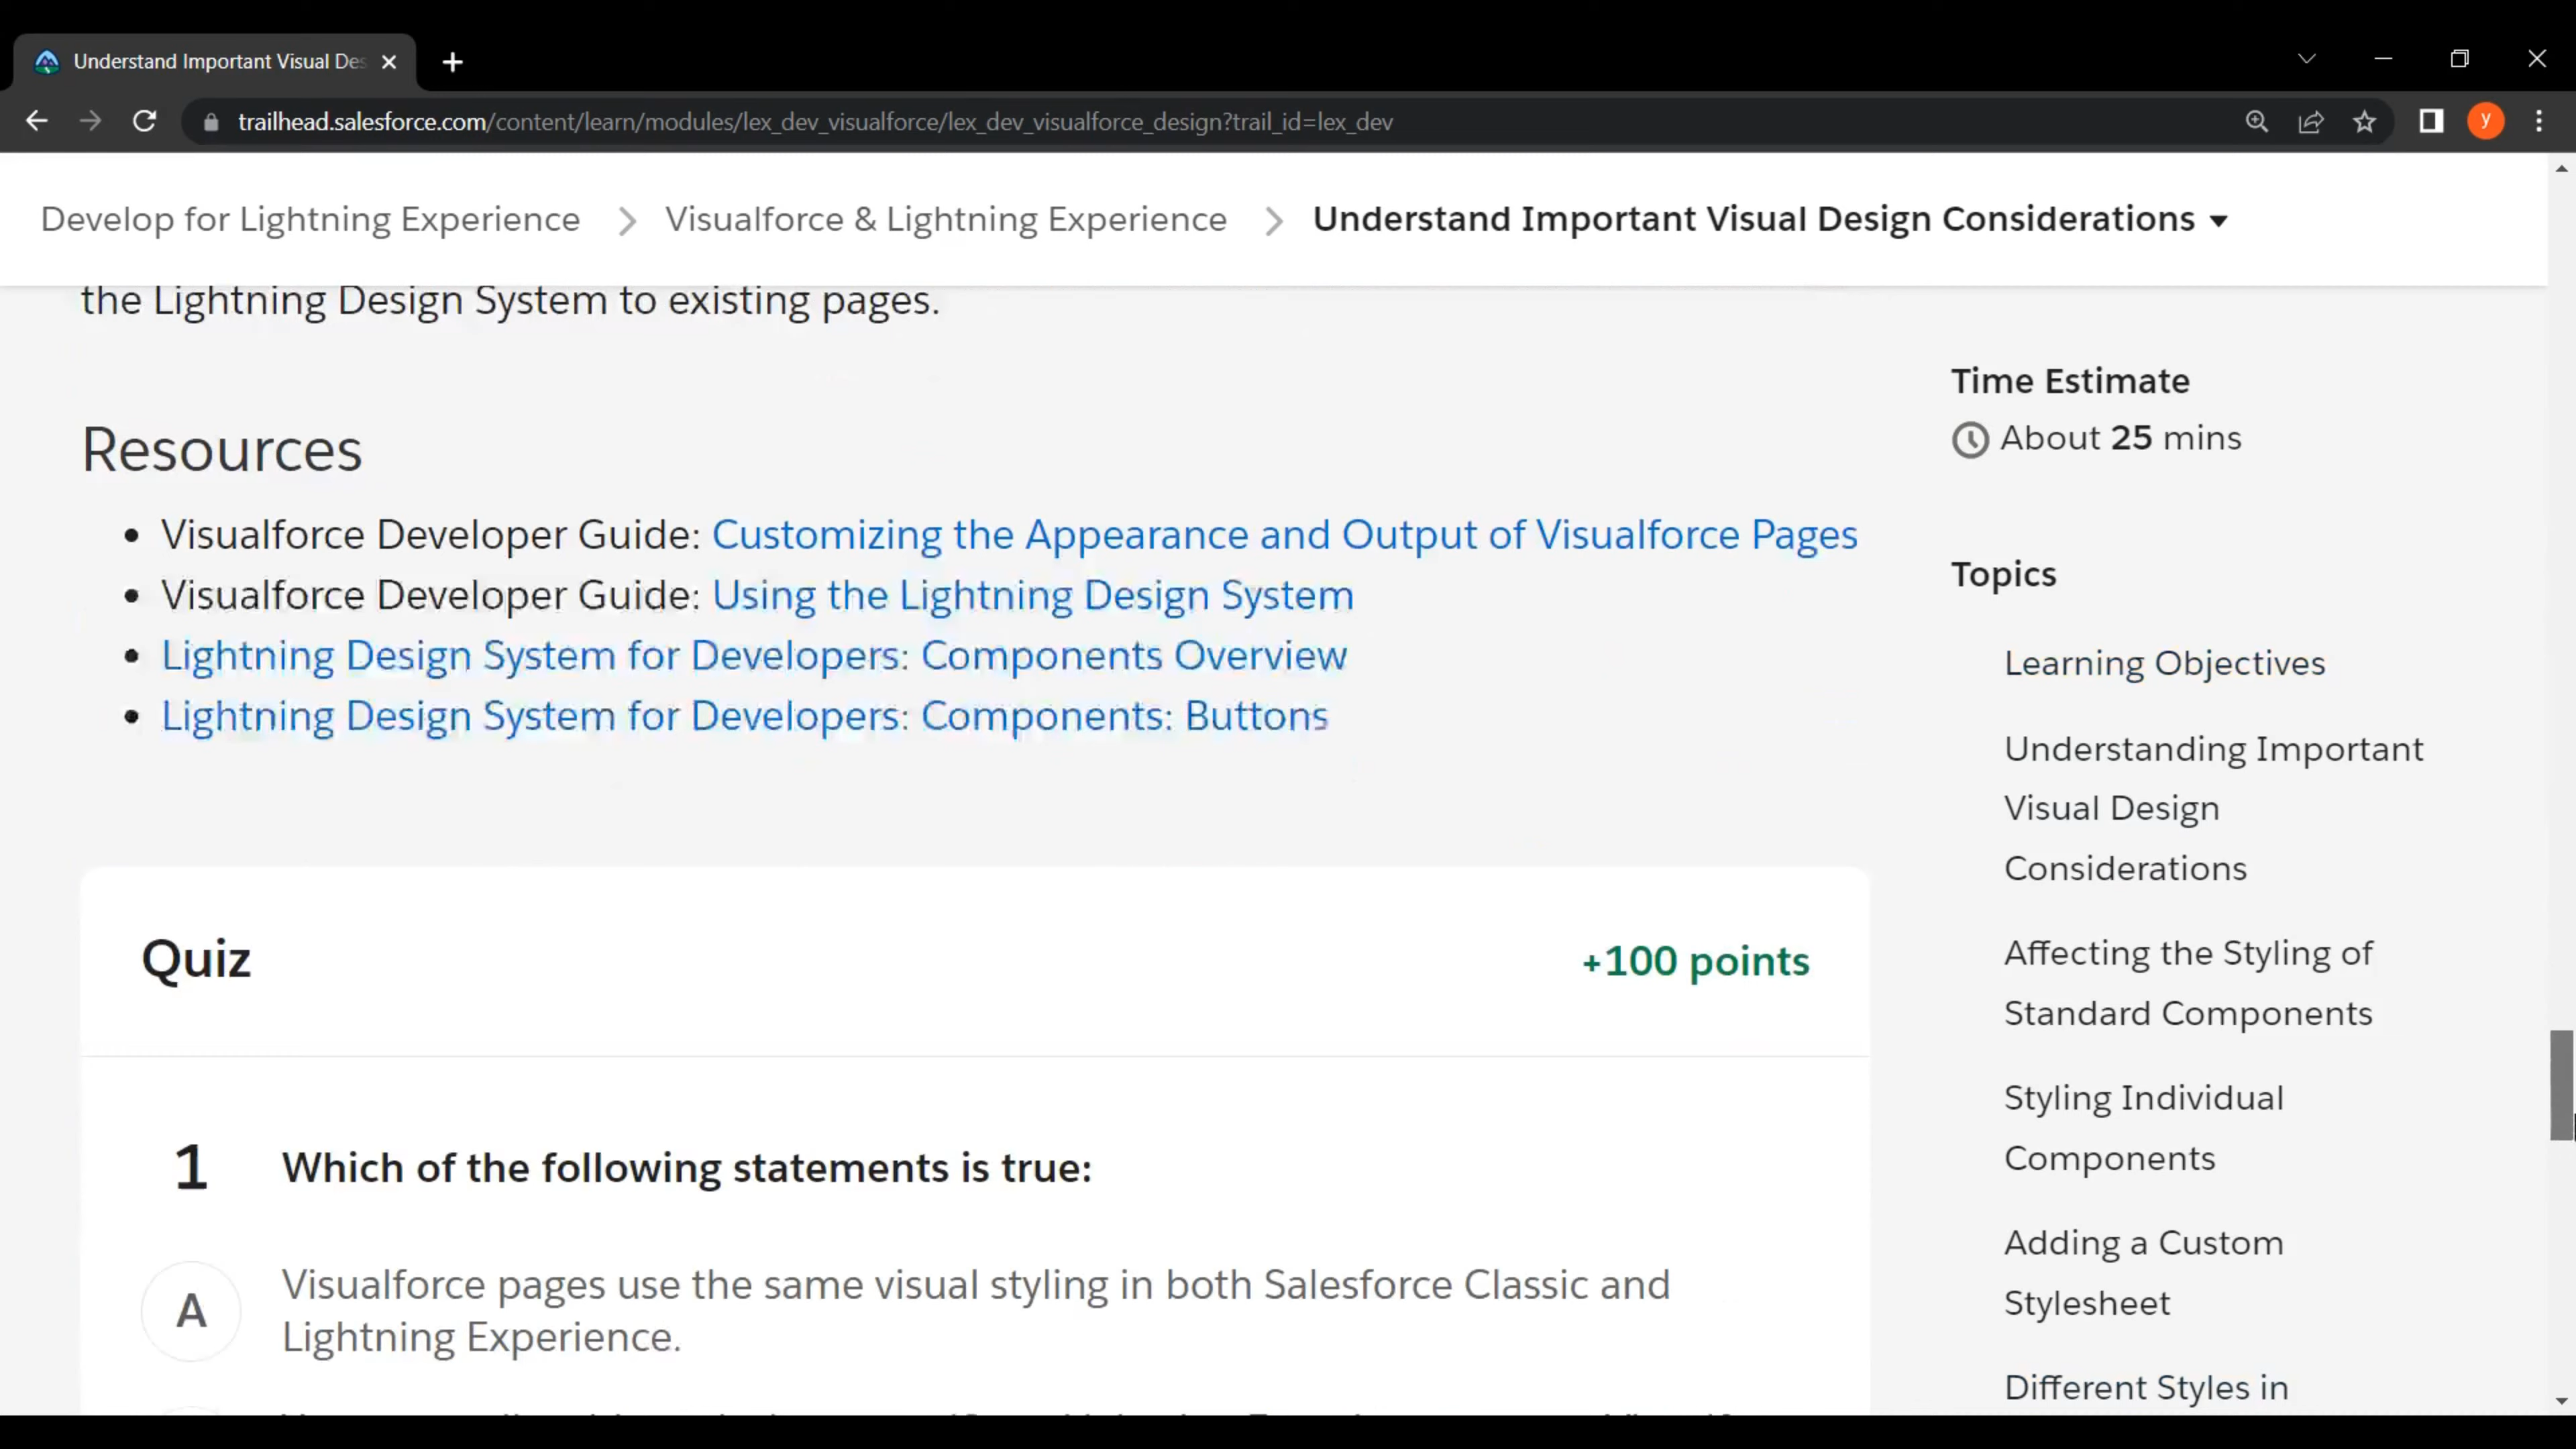 Understand Important Visual Des
trailhead.salesforce.com/content/learn/modules/lex_dev_visualforce/lex_dev_visualforce_design?trail_id=lex_dev
y
Develop for Lightning Experience
Visualforce & Lightning Experience
Understand Important Visual Design Considerations
the Lightning Design System to existing pages.
Resources
• Visualforce Developer Guide: Customizing the Appearance and Output of Visualforce Pages
• Visualforce Developer Guide: Using the Lightning Design System
• Lightning Design System for Developers: Components Overview
• Lightning Design System for Developers: Components: Buttons
Quiz
+100 points
1 Which of the following statements is true:
A
Visualforce pages use the same visual styling in both Salesforce Classic and
Lightning Experience.
Time Estimate
About 25 mins
Topics
Learning Objectives
Understanding Important
Visual Design
Considerations
Affecting the Styling of
Standard Components
Styling Individual
Components
Adding a Custom
Stylesheet
Different Styles in